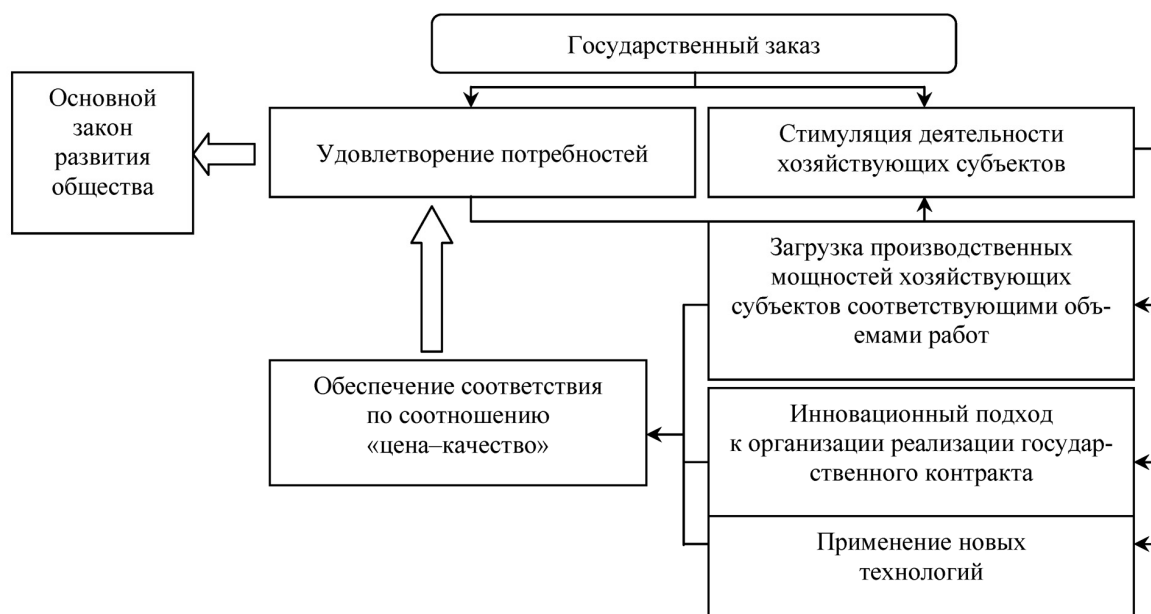 Государственный заказ
Основной
закон
развития
общества
Удовлетворение потребностей
Стимуляция деятельности
хозяйствующих субъектов
Загрузка производственных
мощностей хозяйствующих
субъектов соответствующими объ-
емами работ
Обеспечение соответствия
по соотношению
«цена–качество»
Инновационный подход
к организации реализации государ-
ственного контракта
Применение новых
технологий